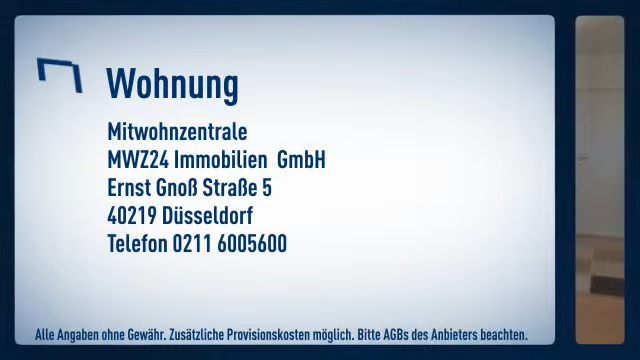 Wohnung
Mitwohnzentrale
MWZ24 Immobilien GmbH
Ernst Gnoß Straße 5
40219 Düsseldorf
Telefon 0211 6005600
Alle Angaben ohne Gewähr. Zusätzliche Provisionskosten möglich. Bitte AGBs des Anbieters beachten.